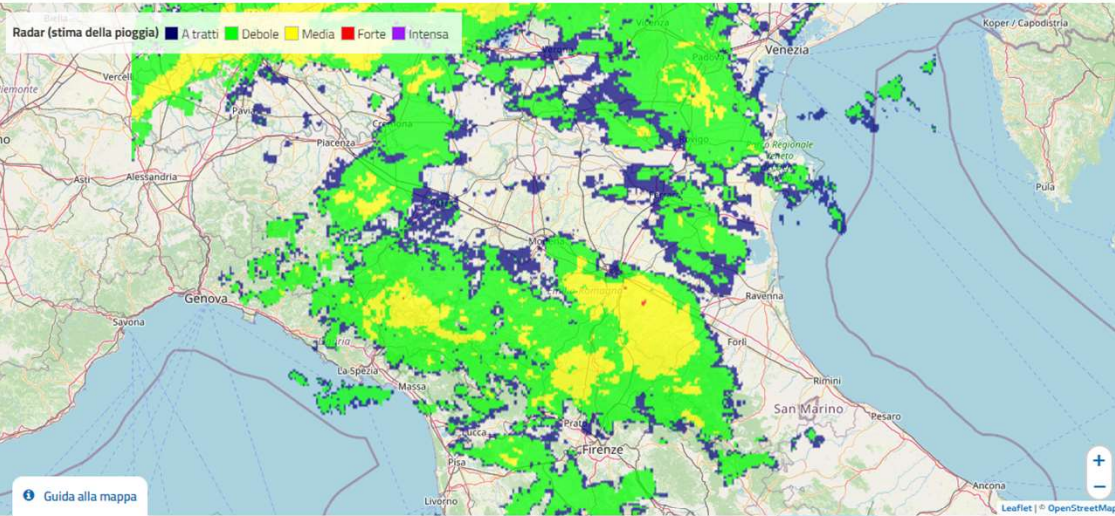 Vicenza
Koper / Capodistria
Radar (stima della pioggia) A tratti Debole Media Forte Intensa
Venezia
Padova
Vercelli
Cremona
Piacenza
Rovigo
o Regionale
Veneto
Asti
Alessandria
Pula
Genova
Ravenna
Savona
Forlì
La Spezia
Massa
Rimini
San Marino
Pesaro
Lucca
Prato
Firenze
Pisa
Ancona
Livorno
Guida alla mappa
+
−
Leaflet | © OpenStreetMap